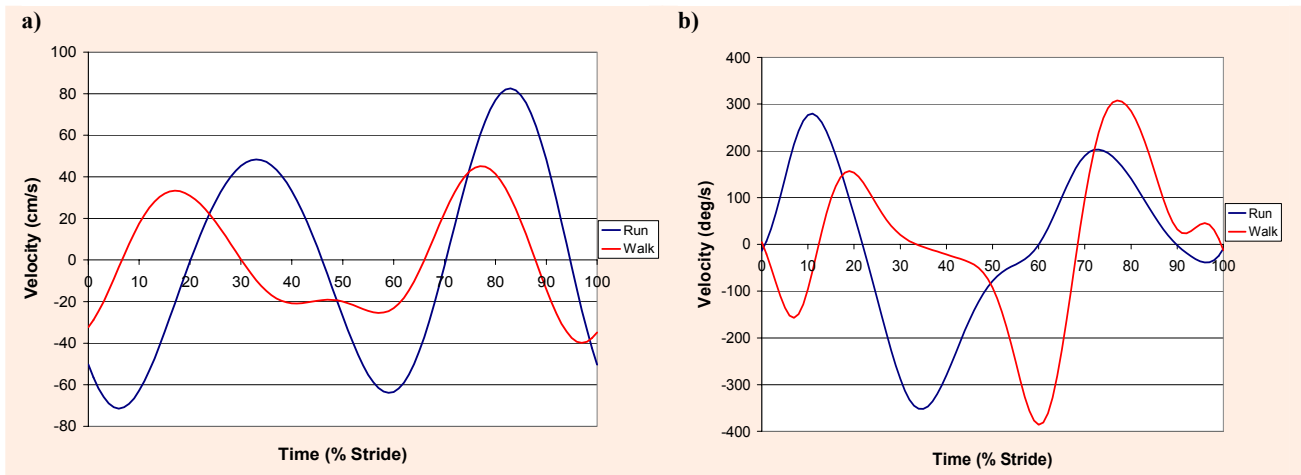 a)
100
80
60
40
20
0
-20
-40
-60
-80
0 10 20 30 40 50 60 70 80 90 100
Velocity (cm/s)
Time (% Stride)
Run
Walk
b)
400
300
200
100
0
-100
-200
-300
-400
0 10 20 30 40 50 60 70 80 90 100
Velocity (deg/s)
Time (% Stride)
Run
Walk